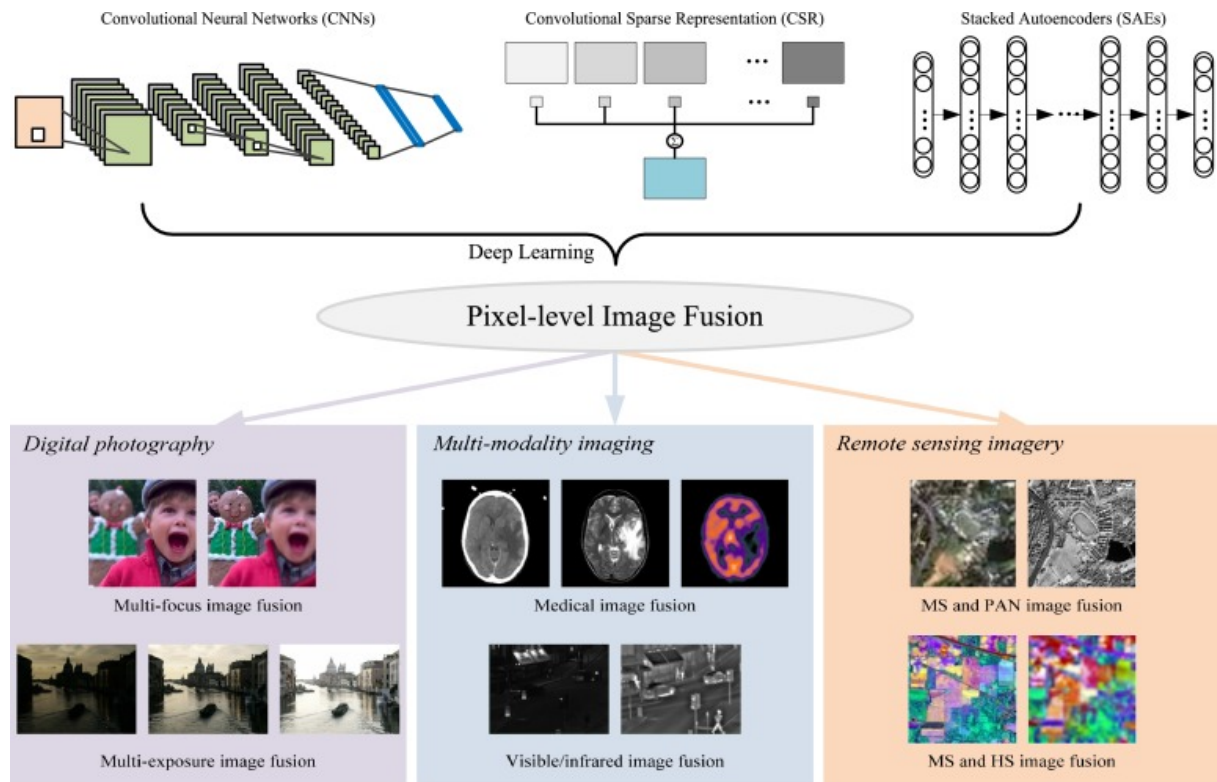 Convolutional Neural Networks (CNNs)
Convolutional Sparse Representation (CSR)
Stacked Autoencoders (SAEs)
Σ
Deep Learning
Pixel-level Image Fusion
Digital photography
Multi-focus image fusion
Multi-exposure image fusion
Multi-modality imaging
Medical image fusion
Visible/infrared image fusion
Remote sensing imagery
MS and PAN image fusion
MS and HS image fusion